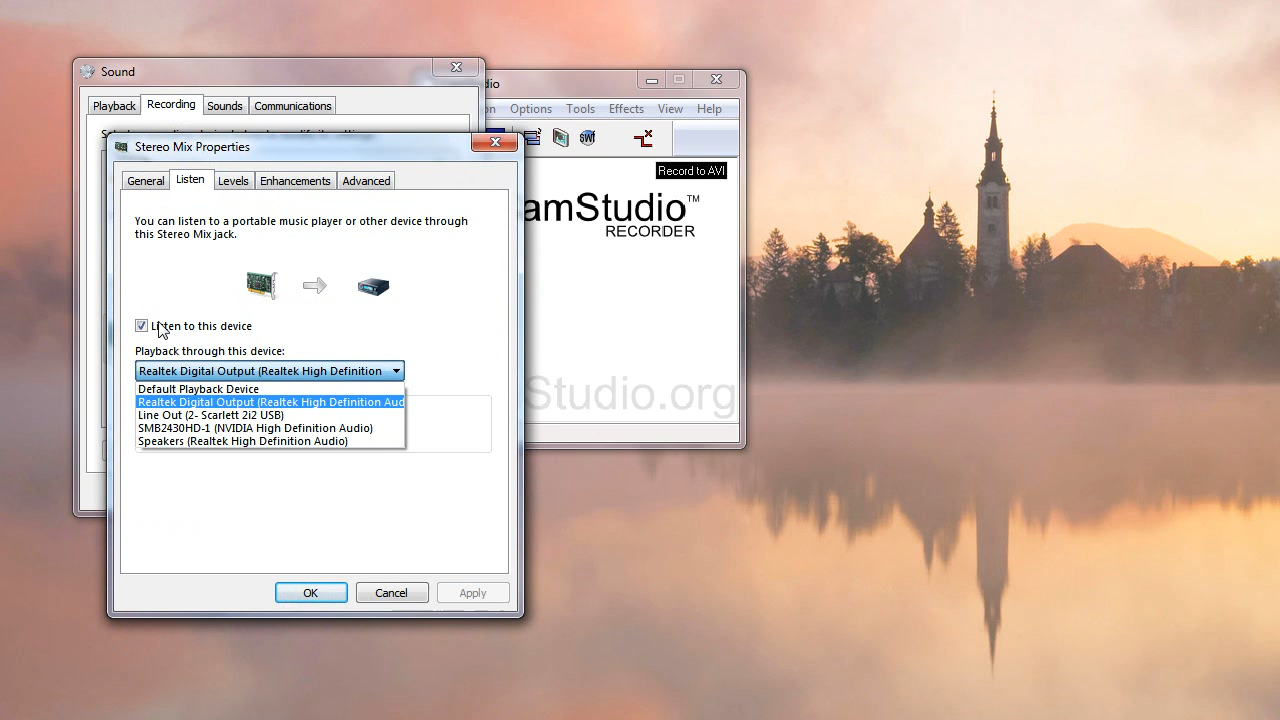 Sound
Playback
Recording
Sounds
Communications
dio
on
Options
Tools
Effects
View
Help
Record to AVI
amStudio™
RECORDER
Studio.org
Stereo Mix Properties
General
Listen
Levels
Enhancements
Advanced
You can listen to a portable music player or other device through
this Stereo Mix jack.
Listen to this device
Playback through this device:
Realtek Digital Output (Realtek High Definition
Default Playback Device
Realtek Digital Output (Realtek High Definition Aud
Line Out (2- Scarlett 2i2 USB)
SMB2430HD-1 (NVIDIA High Definition Audio)
Speakers (Realtek High Definition Audio)
OK
Cancel
Apply